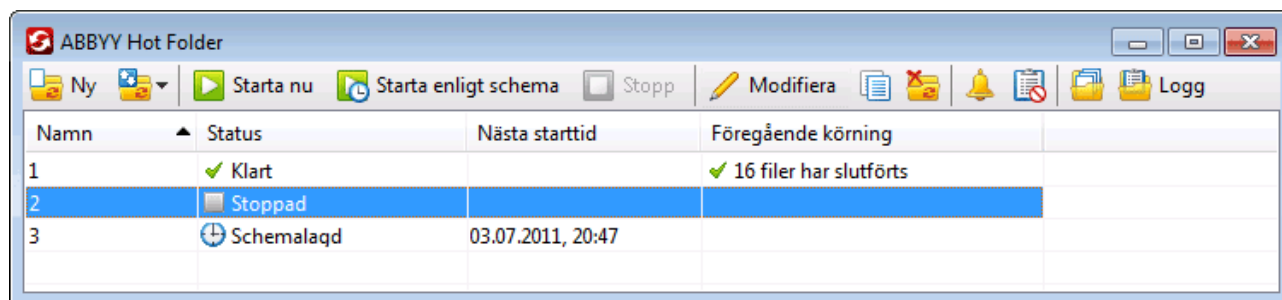 ABBYY Hot Folder
Ny Starta nu Starta enligt schema Stopp Modifiera Logg
Namn Status Nästa starttid Föregående körning
1 Klart 16 filer har slutförts
2 Stoppad
3 Schemalagd 03.07.2011, 20:47